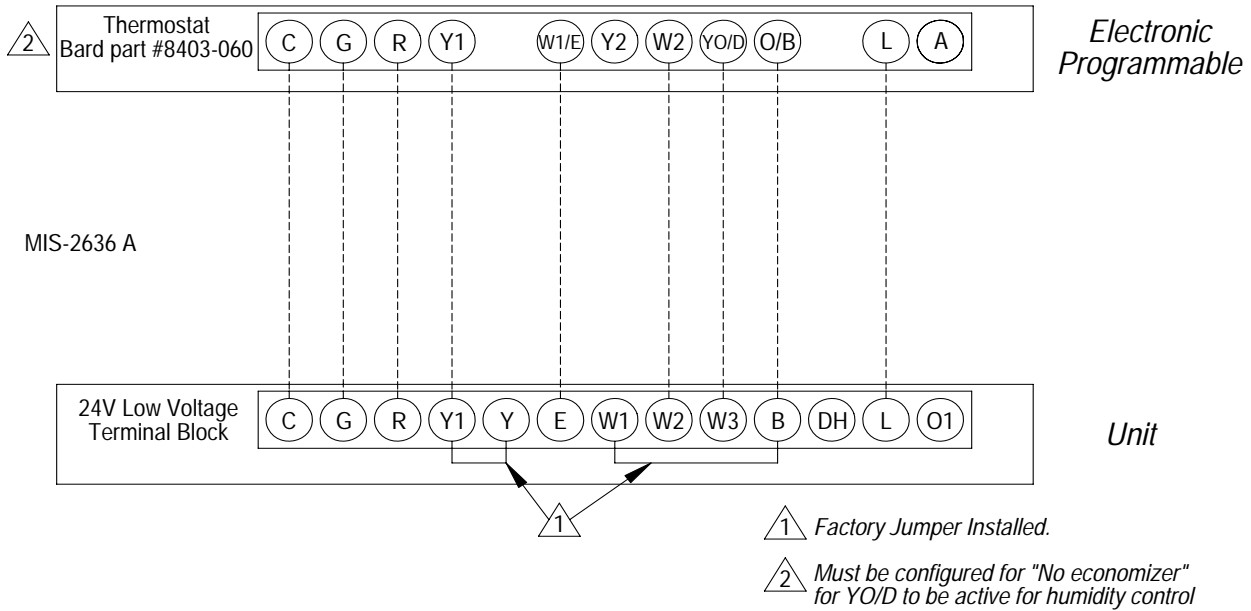 Thermostat
Bard part #8403-060
2
C G R Y1 W1/E Y2 W2 YO/D O/B L A
Electronic
Programmable
MIS-2636 A
24V Low Voltage
Terminal Block
C G R Y1 Y E W1 W2 W3 B DH L O1
Unit
1
1 Factory Jumper Installed.
2 Must be configured for "No economizer"
for YO/D to be active for humidity control